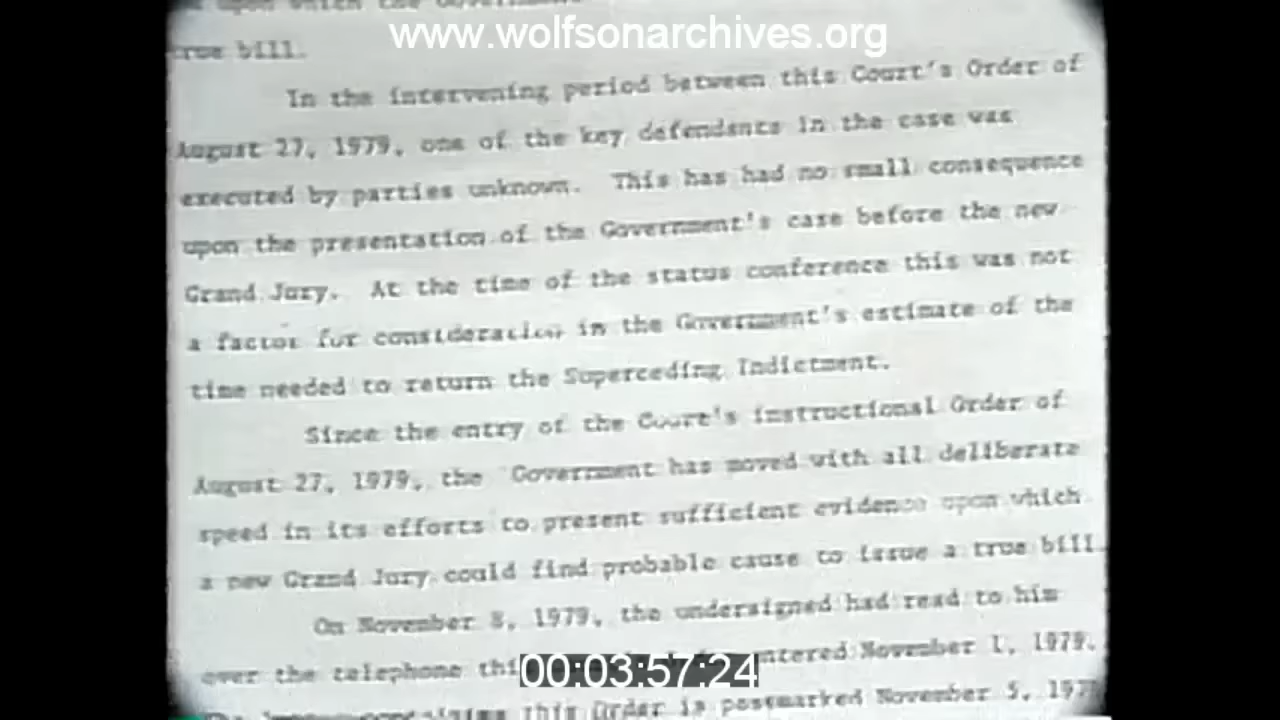 www.wolfsonarchives.org
upon which the Government
true bill.
In the intervening period between this Court's Order of
August 27, 1979, one of the key defendants in the case was
executed by parties unknown. This has had no small consequence
upon the presentation of the Government's case before the new
Grand Jury. At the time of the status conference this was not
a factor for consideration in the Government's estimate of the
time needed to return the Superceding Indictment.
Since the entry of the Court's instructional Order of
August 27, 1979, the Government has moved with all deliberate
speed in its efforts to present sufficient evidence upon which
a new Grand Jury could find probable cause to issue a true bill.
On November 8, 1979, the undersigned had read to him
over the telephone this entered November 1, 1979.
00:03:57:24
this Order is postmarked November 5, 197